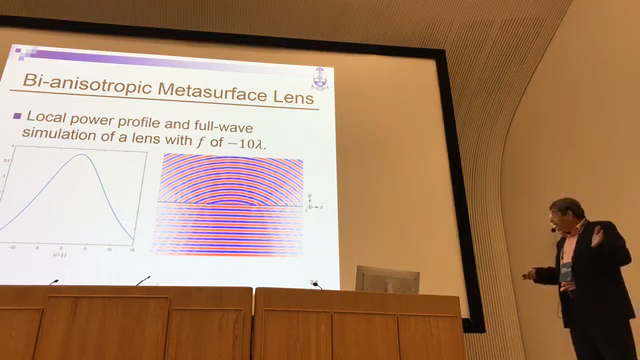 Bi-anisotropic Metasurface Lens
Local power profile and full-wave
simulation of a lens with f of −10λ.